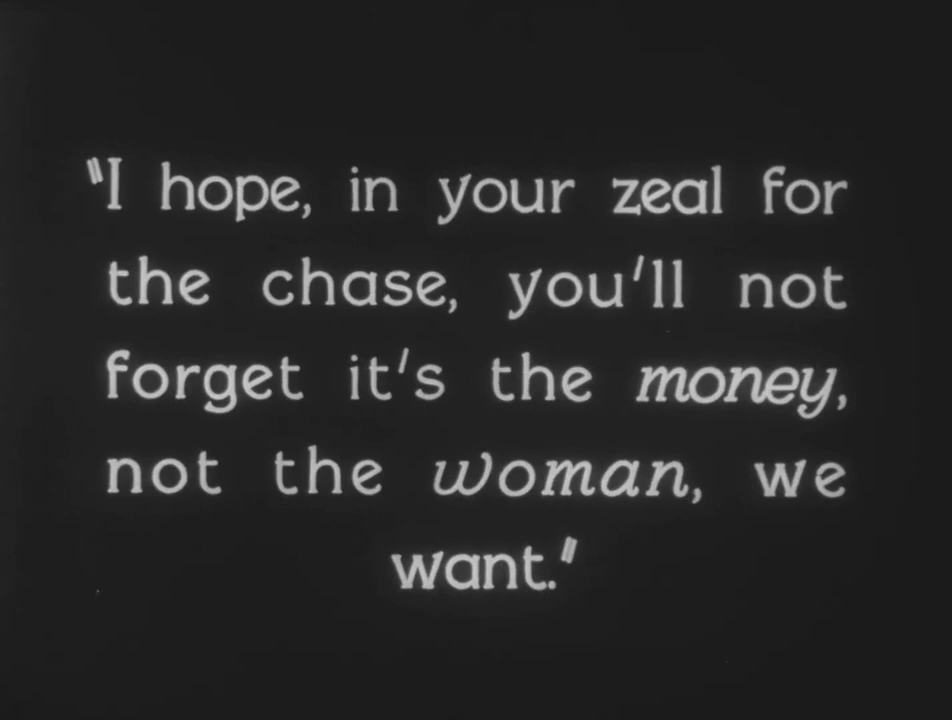 "I hope, in your zeal for
the chase, you'll not
forget it's the money,
not the woman, we
want."